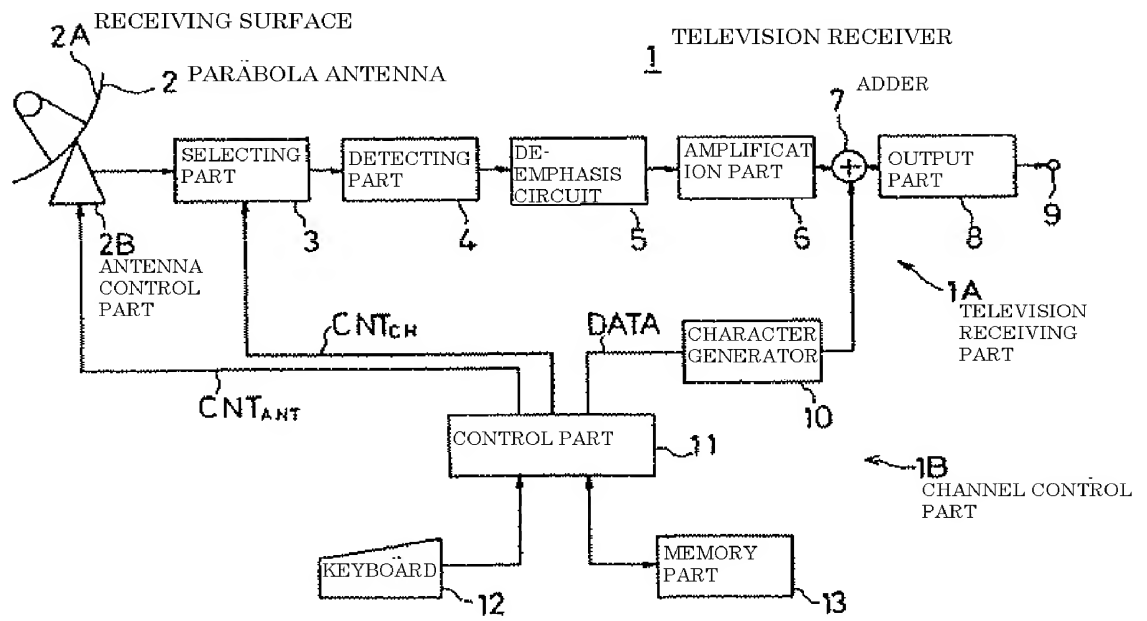 RECEIVING SURFACE
2A
2 PARABOLA ANTENNA
1 TELEVISION RECEIVER
7 ADDER
SELECTING
PART
DETECTING
PART
DE-
EMPHASIS
CIRCUIT
AMPLIFICAT
ION PART
+
OUTPUT
PART
2B
3
4
5
6
8
9
ANTENNA
CONTROL
PART
1A
TELEVISION
RECEIVING
PART
CNTCH
DATA
CHARACTER
GENERATOR
CNTANT
10
CONTROL PART
11
1B
CHANNEL CONTROL
PART
KEYBOARD
12
MEMORY
PART
13